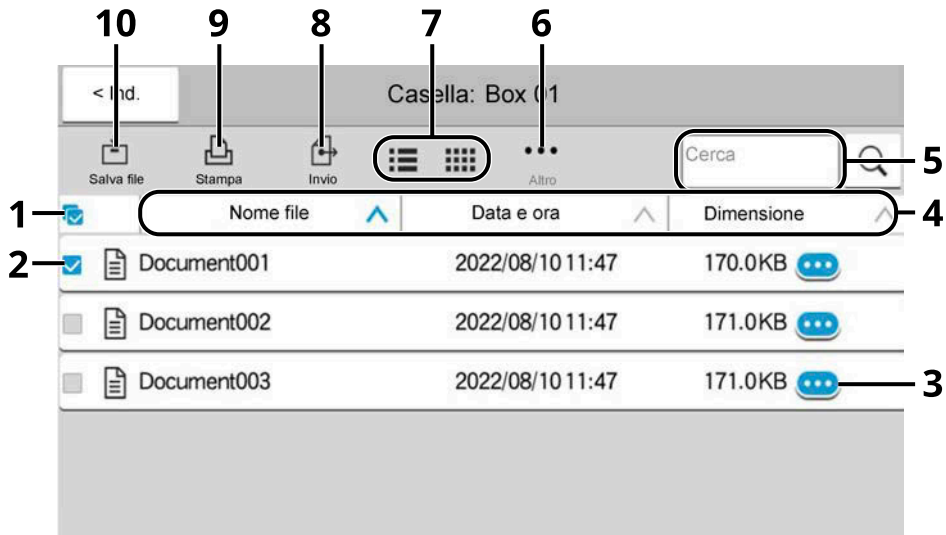 10 9 8 7 6
< Ind. Casella: Box 01
Salva file Stampa Invio Altro Cerca 5
1 Nome file Data e ora Dimensione 4
2 Document001 2022/08/10 11:47 170.0KB
Document002 2022/08/10 11:47 171.0KB
Document003 2022/08/10 11:47 171.0KB 3